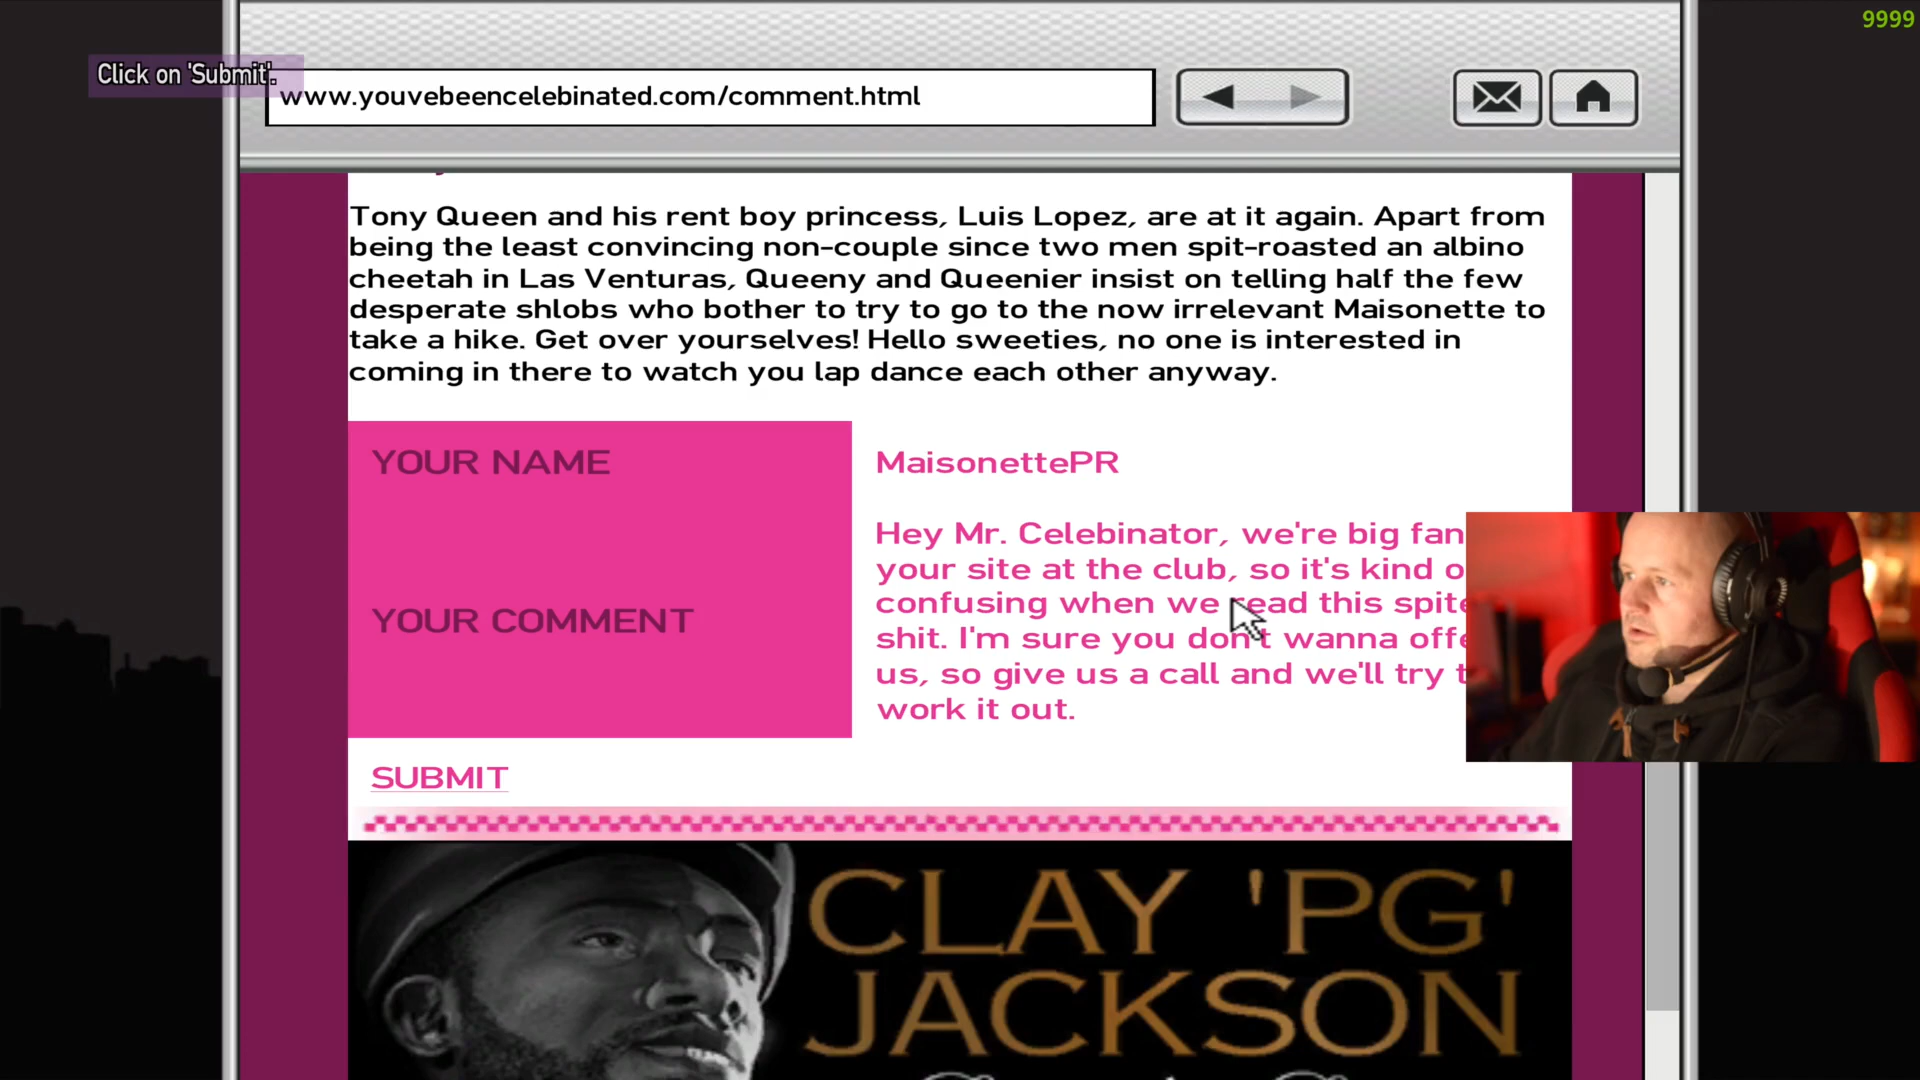 9999
Click on 'Submit'.
www.youvebeencelebinated.com/comment.html
Tony Queen and his rent boy princess, Luis Lopez, are at it again. Apart from
being the least convincing non-couple since two men spit-roasted an albino
cheetah in Las Venturas, Queeny and Queenier insist on telling half the few
desperate shlobs who bother to try to go to the now irrelevant Maisonette to
take a hike. Get over yourselves! Hello sweeties, no one is interested in
coming in there to watch you lap dance each other anyway.
YOUR NAME
MaisonettePR
YOUR COMMENT
Hey Mr. Celebinator, we're big fan
your site at the club, so it's kind o
confusing when we read this spite
shit. I'm sure you don't wanna offe
us, so give us a call and we'll try t
work it out.
SUBMIT
CLAY 'PG'
JACKSON